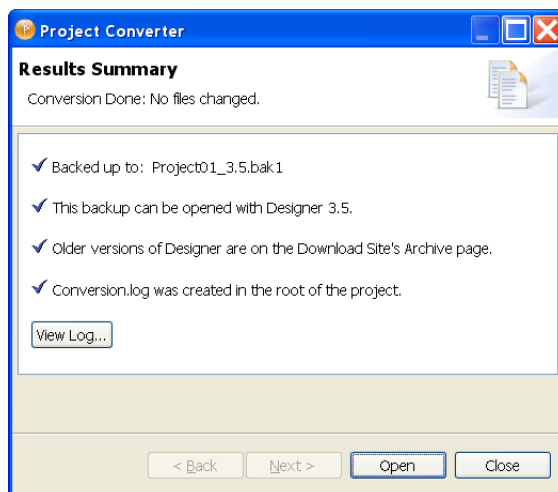 Project Converter
Results Summary
Conversion Done: No files changed.
Backed up to: Project01_3.5.bak1
This backup can be opened with Designer 3.5.
Older versions of Designer are on the Download Site's Archive page.
Conversion.log was created in the root of the project.
View Log...
< Back Next > Open Close